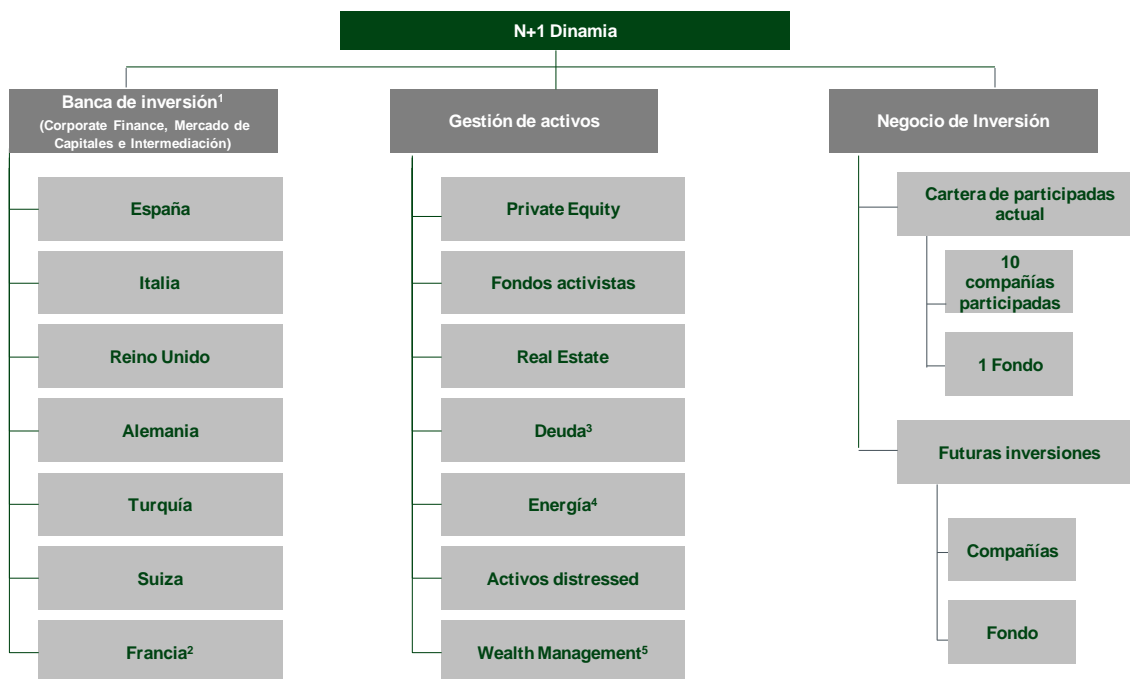 N+1 Dinamia
Banca de inversión¹
(Corporate Finance, Mercado de
Capitales e Intermediación)
España
Italia
Reino Unido
Alemania
Turquía
Suiza
Francia²
Gestión de activos
Private Equity
Fondos activistas
Real Estate
Deuda³
Energía⁴
Activos distressed
Wealth Management⁵
Negocio de Inversión
Cartera de participadas
actual
10
compañías
participadas
1 Fondo
Futuras inversiones
Compañías
Fondo